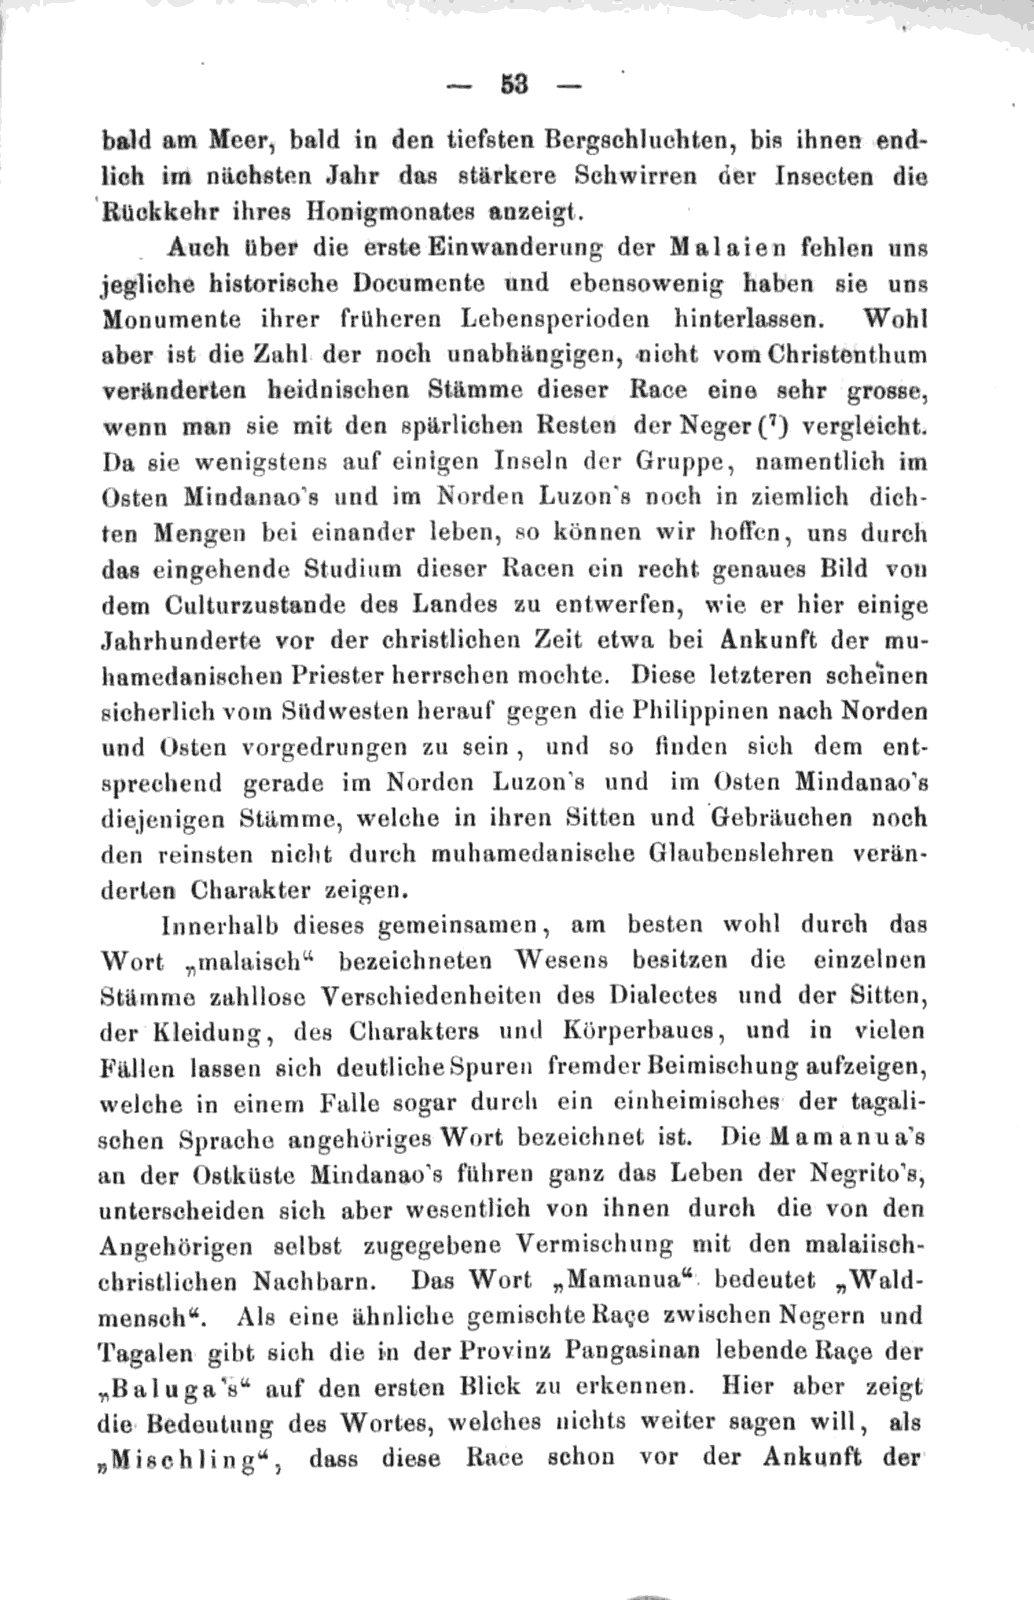 — 53 —
bald am Meer, bald in den tiefsten Bergschluchten, bis ihnen end-
lich im nächsten Jahr das stärkere Schwirren der Insecten die
Rückkehr ihres Honigmonates anzeigt.
Auch über die erste Einwanderung der Malaien fehlen uns
jegliche historische Documente und ebensowenig haben sie uns
Monumente ihrer früheren Lebensperioden hinterlassen. Wohl
aber ist die Zahl der noch unabhängigen, nicht vom Christenthum
veränderten heidnischen Stämme dieser Race eine sehr grosse,
wenn man sie mit den spärlichen Resten der Neger (⁷) vergleicht.
Da sie wenigstens auf einigen Inseln der Gruppe, namentlich im
Osten Mindanao's und im Norden Luzon's noch in ziemlich dich-
ten Mengen bei einander leben, so können wir hoffen, uns durch
das eingehende Studium dieser Racen ein recht genaues Bild von
dem Culturzustande des Landes zu entwerfen, wie er hier einige
Jahrhunderte vor der christlichen Zeit etwa bei Ankunft der mu-
hamedanischen Priester herrschen mochte. Diese letzteren scheinen
sicherlich vom Südwesten herauf gegen die Philippinen nach Norden
und Osten vorgedrungen zu sein, und so finden sich dem ent-
sprechend gerade im Norden Luzon's und im Osten Mindanao's
diejenigen Stämme, welche in ihren Sitten und Gebräuchen noch
den reinsten nicht durch muhamedanische Glaubenslehren verän-
derten Charakter zeigen.
Innerhalb dieses gemeinsamen, am besten wohl durch das
Wort „malaisch“ bezeichneten Wesens besitzen die einzelnen
Stämme zahllose Verschiedenheiten des Dialectes und der Sitten,
der Kleidung, des Charakters und Körperbaues, und in vielen
Fällen lassen sich deutliche Spuren fremder Beimischung aufzeigen,
welche in einem Falle sogar durch ein einheimisches der tagali-
schen Sprache angehöriges Wort bezeichnet ist. Die Mamanua's
an der Ostküste Mindanao's führen ganz das Leben der Negrito's,
unterscheiden sich aber wesentlich von ihnen durch die von den
Angehörigen selbst zugegebene Vermischung mit den malaiisch-
christlichen Nachbarn. Das Wort „Mamanua“ bedeutet „Wald-
mensch“. Als eine ähnliche gemischte Raçe zwischen Negern und
Tagalen gibt sich die in der Provinz Pangasinan lebende Raçe der
„Baluga's“ auf den ersten Blick zu erkennen. Hier aber zeigt
die Bedeutung des Wortes, welches nichts weiter sagen will, als
„Mischling“, dass diese Race schon vor der Ankunft der